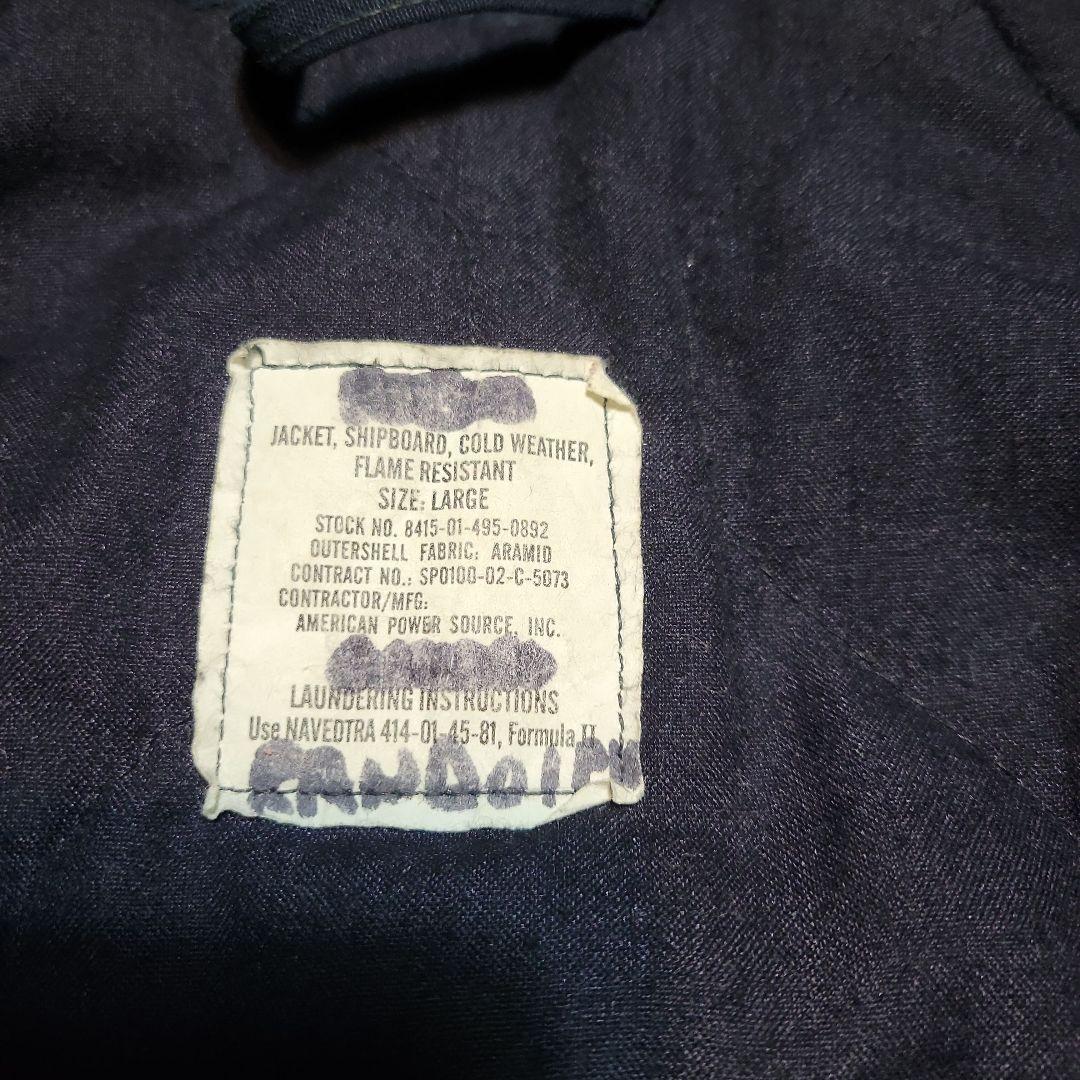 JACKET, SHIPBOARD, COLD WEATHER,
FLAME RESISTANT
SIZE: LARGE
STOCK NO. 8415-01-495-0892
OUTERSHELL FABRIC: ARAMID
CONTRACT NO.: SPO100-02-C-5073
CONTRACTOR/MFG:
AMERICAN POWER SOURCE, INC.
LAUNDERING INSTRUCTIONS
Use NAVEDTRA 414-01-45-81, Formula II